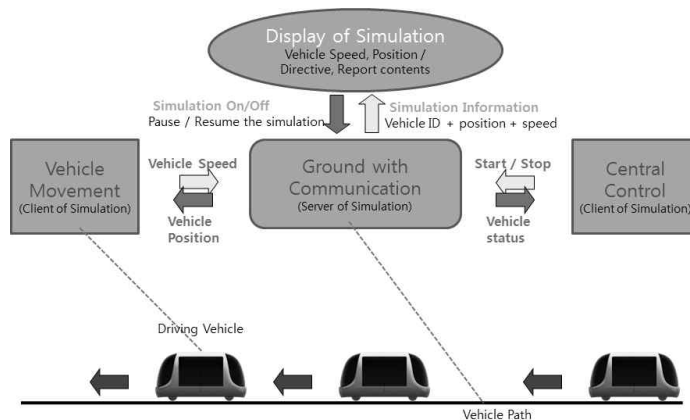 Display of Simulation
Vehicle Speed, Position /
Directive, Report contents
Simulation On/Off
Pause / Resume the simulation
Simulation Information
Vehicle ID + position + speed
Vehicle
Movement
(Client of Simulation)
Vehicle Speed
Vehicle
Position
Ground with
Communication
(Server of Simulation)
Start / Stop
Vehicle
status
Central
Control
(Client of Simulation)
Driving Vehicle
Vehicle Path